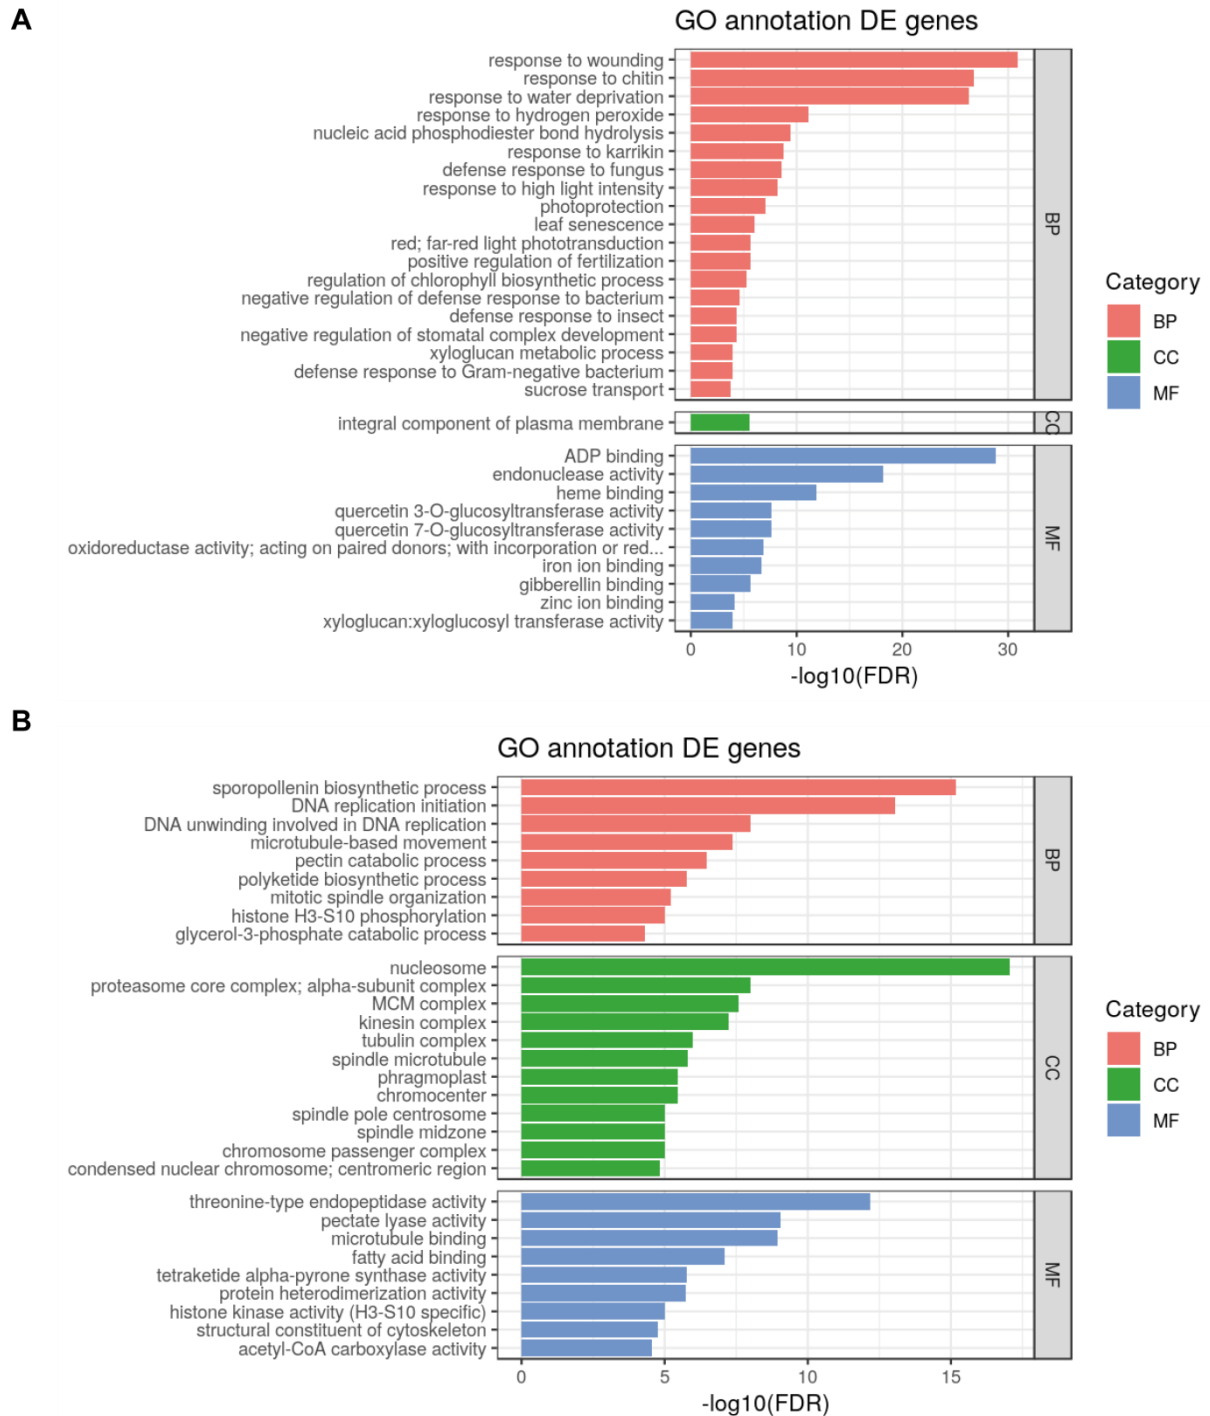 A
GO annotation DE genes
response to wounding
response to chitin
response to water deprivation
response to hydrogen peroxide
nucleic acid phosphodiester bond hydrolysis
response to karrikin
defense response to fungus
response to high light intensity
photoprotection
leaf senescence
red; far-red light phototransduction
positive regulation of fertilization
regulation of chlorophyll biosynthetic process
negative regulation of defense response to bacterium
defense response to insect
negative regulation of stomatal complex development
xyloglucan metabolic process
defense response to Gram-negative bacterium
sucrose transport
BP
integral component of plasma membrane
CC
ADP binding
endonuclease activity
heme binding
quercetin 3-O-glucosyltransferase activity
quercetin 7-O-glucosyltransferase activity
oxidoreductase activity; acting on paired donors; with incorporation or red...
iron ion binding
gibberellin binding
zinc ion binding
xyloglucan:xyloglucosyl transferase activity
MF
0 10 20 30
-log10(FDR)
Category
BP
CC
MF
B
GO annotation DE genes
sporopollenin biosynthetic process
DNA replication initiation
DNA unwinding involved in DNA replication
microtubule-based movement
pectin catabolic process
polyketide biosynthetic process
mitotic spindle organization
histone H3-S10 phosphorylation
glycerol-3-phosphate catabolic process
BP
nucleosome
proteasome core complex; alpha-subunit complex
MCM complex
kinesin complex
tubulin complex
spindle microtubule
phragmoplast
chromocenter
spindle pole centrosome
spindle midzone
chromosome passenger complex
condensed nuclear chromosome; centromeric region
CC
threonine-type endopeptidase activity
pectate lyase activity
microtubule binding
fatty acid binding
tetraketide alpha-pyrone synthase activity
protein heterodimerization activity
histone kinase activity (H3-S10 specific)
structural constituent of cytoskeleton
acetyl-CoA carboxylase activity
MF
0 5 10 15
-log10(FDR)
Category
BP
CC
MF